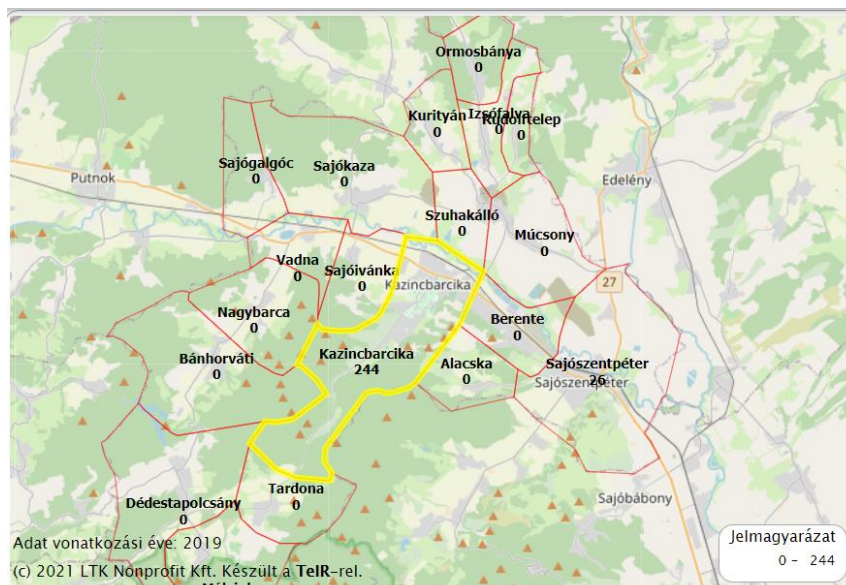 Ormosbánya
0
Kurityán
0
Izsófalva
0
Rudolftelep
0
Sajógalgóc
0
Sajókaza
0
Putnok
Edelény
Szuhakálló
0
Múcsony
0
Vadna
0
Sajóivánka
0
Kazincbarcika
27
Nagybarca
0
Berente
0
Bánhorváti
0
Kazincbarcika
244
Alacska
0
Sajószentpéter
26
Sajószentpéter
Dédestapolcsány
0
Tardona
0
Sajóbábony
Adat vonatkozási éve: 2019
(c) 2021 LTK Nonprofit Kft. Készült a TeIR-rel.
Jelmagyarázat
0 - 244